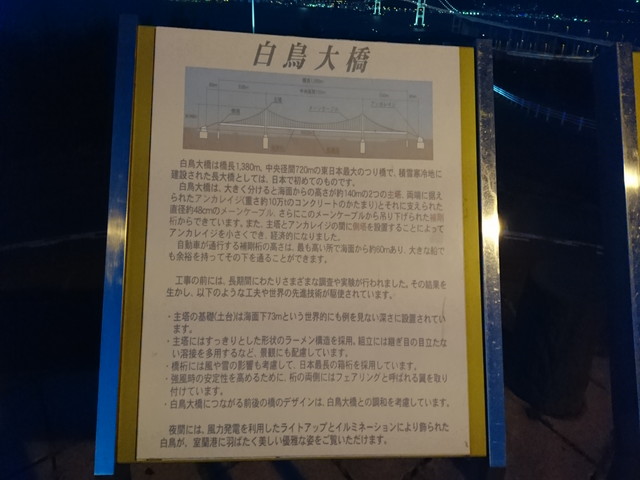 白鳥大橋
白鳥大橋は橋長1,380m、中央径間720mの東日本最大のつり橋で、積雪寒冷地に
建設された長大橋としては、日本で初めてのものです。
白鳥大橋は、大きく分けると海面からの高さが約140mの2つの主塔、両端に据え
られたアンカレイジ(重さ約10万tのコンクリートのかたまり)とそれに支えられた
直径約48cmのメーンケーブル、さらにこのメーンケーブルから吊り下げられた補剛
桁からできています。また、主塔とアンカレイジの間に側塔を設置することによって
アンカレイジを小さくでき、経済的になりました。
自動車が通行する補剛桁の高さは、最も高い所で海面から約60mあり、大きな船で
も余裕を持ってその下を通ることができます。
工事の前には、長期間にわたりさまざまな調査や実験が行われました。その結果を
生かし、以下のような工夫や世界の先進技術が駆使されています。
・主塔の基礎(土台)は海面下73mという世界的にも例を見ない深さに設置されてい
ます。
・主塔にはすっきりとした形状のラーメン構造を採用。組立には継ぎ目の目立たな
い溶接を多用するなど、景観にも配慮しています。
・橋桁には風や雪の影響も考慮して、日本最長の箱桁を採用しています。
・強風時の安定性を高めるために、桁の両側にはフェアリングと呼ばれる翼を取り
付けています。
・白鳥大橋につながる前後の橋のデザインは、白鳥大橋との調和を考慮しています。
夜間には、風力発電を利用したライトアップとイルミネーションにより飾られた
白鳥が、室蘭港に羽ばたく美しい優雅な姿をご覧いただけます。